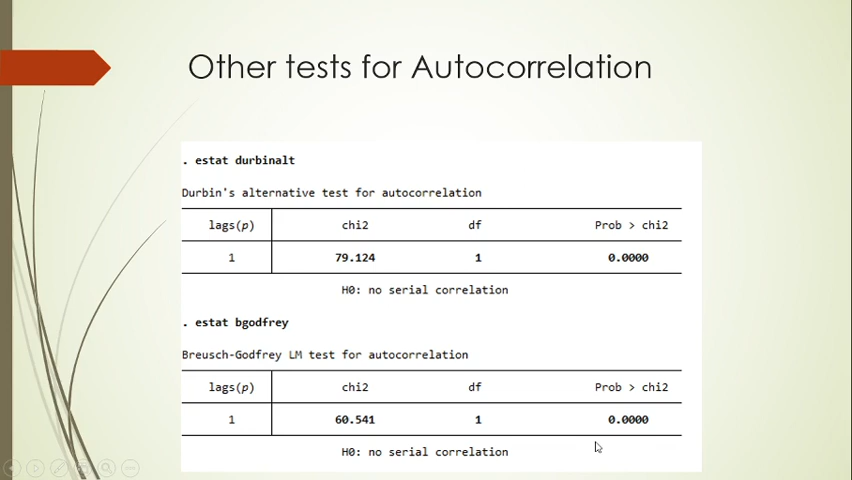 Other tests for Autocorrelation
. estat durbinalt
Durbin's alternative test for autocorrelation
lags(p) chi2 df Prob > chi2
1 79.124 1 0.0000
H0: no serial correlation
. estat bgodfrey
Breusch-Godfrey LM test for autocorrelation
lags(p) chi2 df Prob > chi2
1 60.541 1 0.0000
H0: no serial correlation